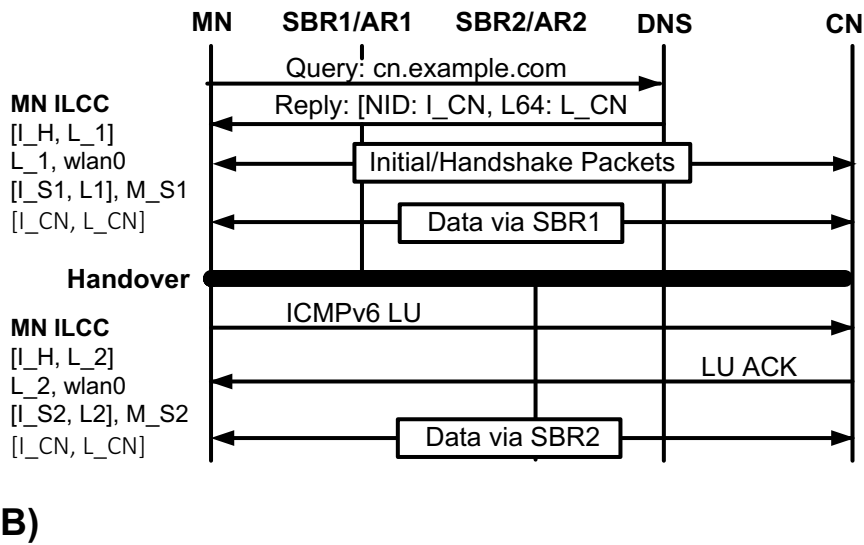 MN SBR1/AR1 SBR2/AR2 DNS CN
Query: cn.example.com
Reply: [NID: I_CN, L64: L_CN
MN ILCC
[I_H, L_1]
L_1, wlan0
[I_S1, L1], M_S1
[I_CN, L_CN]
Initial/Handshake Packets
Data via SBR1
Handover
ICMPv6 LU
MN ILCC
[I_H, L_2]
L_2, wlan0
[I_S2, L2], M_S2
[I_CN, L_CN]
LU ACK
Data via SBR2
B)